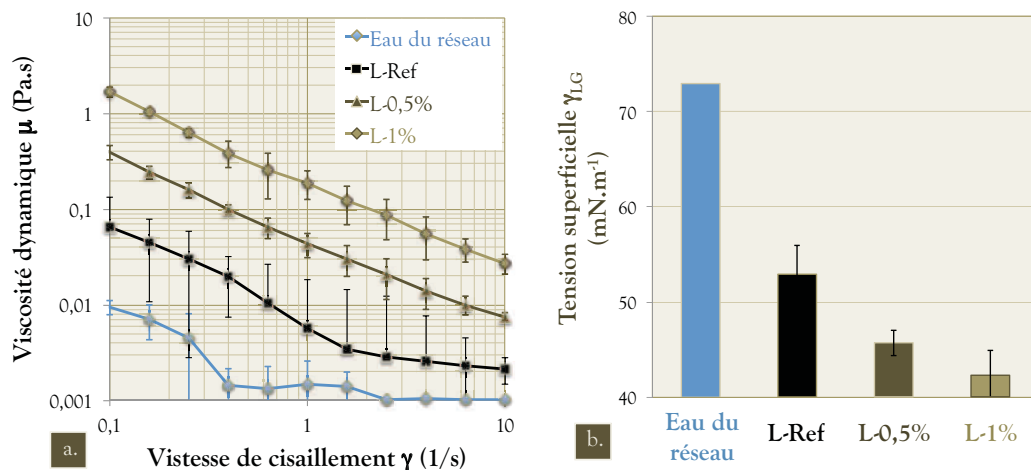 10
1
0,1
0,01
0,001
0,1
1
10
Viscosité dynamique μ (Pa.s)
Vistesse de cisaillement γ (1/s)
Eau du réseau
L-Ref
L-0,5%
L-1%
a.
80
70
60
50
40
Tension superficielle γLG
(mN.m-1)
Eau du
réseau
L-Ref
L-0,5%
L-1%
b.